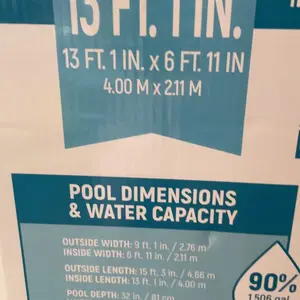 13 FT. 1 IN.
13 FT. 1 IN. x 6 FT. 11 IN
4.00 M x 2.11 M
POOL DIMENSIONS
& WATER CAPACITY
OUTSIDE WIDTH: 9 ft. 1 in. / 2.76 m
INSIDE WIDTH: 6 ft. 11 in. / 2.11 m
OUTSIDE LENGTH: 15 ft. 3 in. / 4.66 m
INSIDE LENGTH: 13 ft. 1 in. / 4.00 m
POOL DEPTH: 32 in. / 81 cm
90%
1506 gal